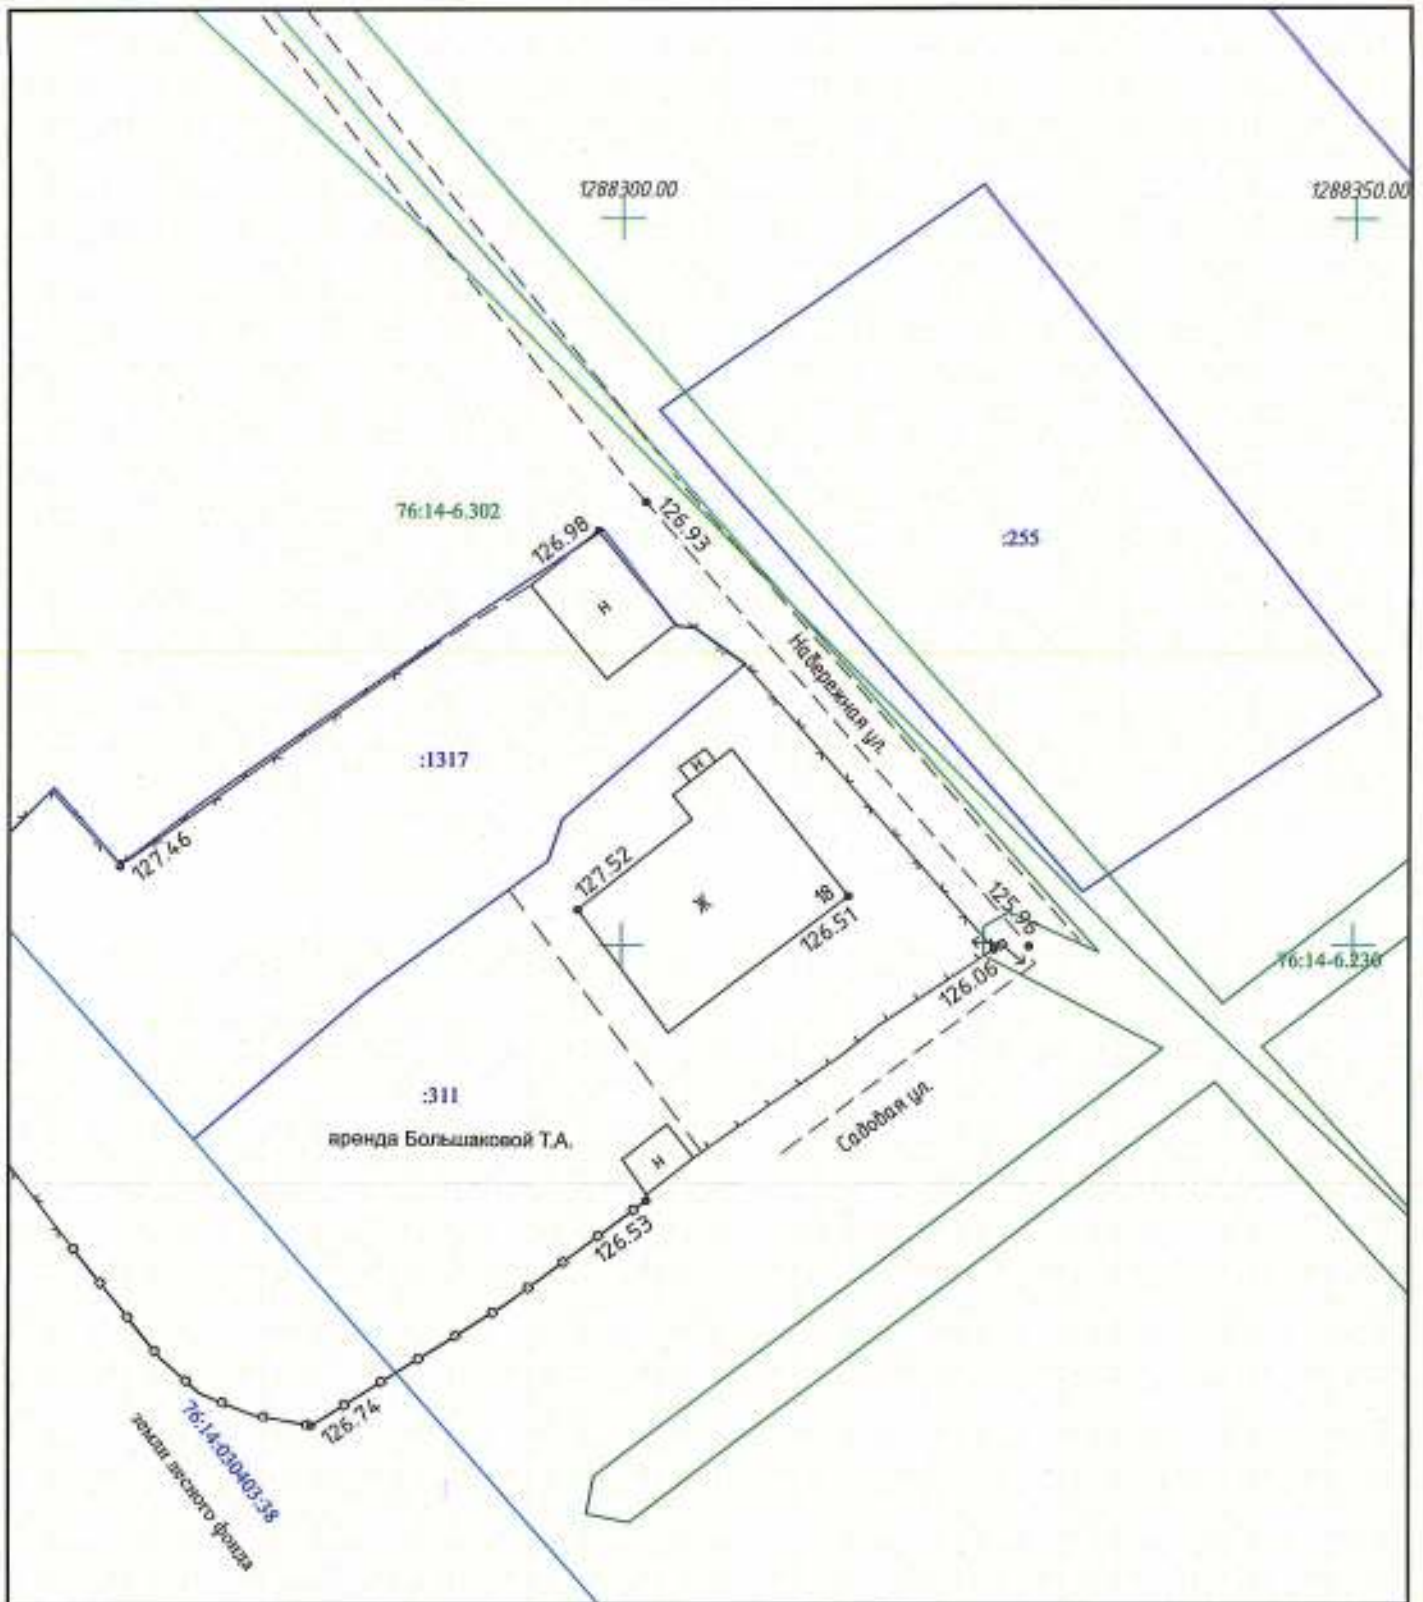 1288300.00
1288350.00
76:14-6.302
126.98
126.93
:255
н
Набережная ул.
:1317
н
127.46
127.52
Ж
18
126.51
125.96
126.06
76:14-6.230
:311
аренда Большаковой Т.А.
Садовая ул.
н
126.53
126.74
76:14:030403:38
земли лесного фонда